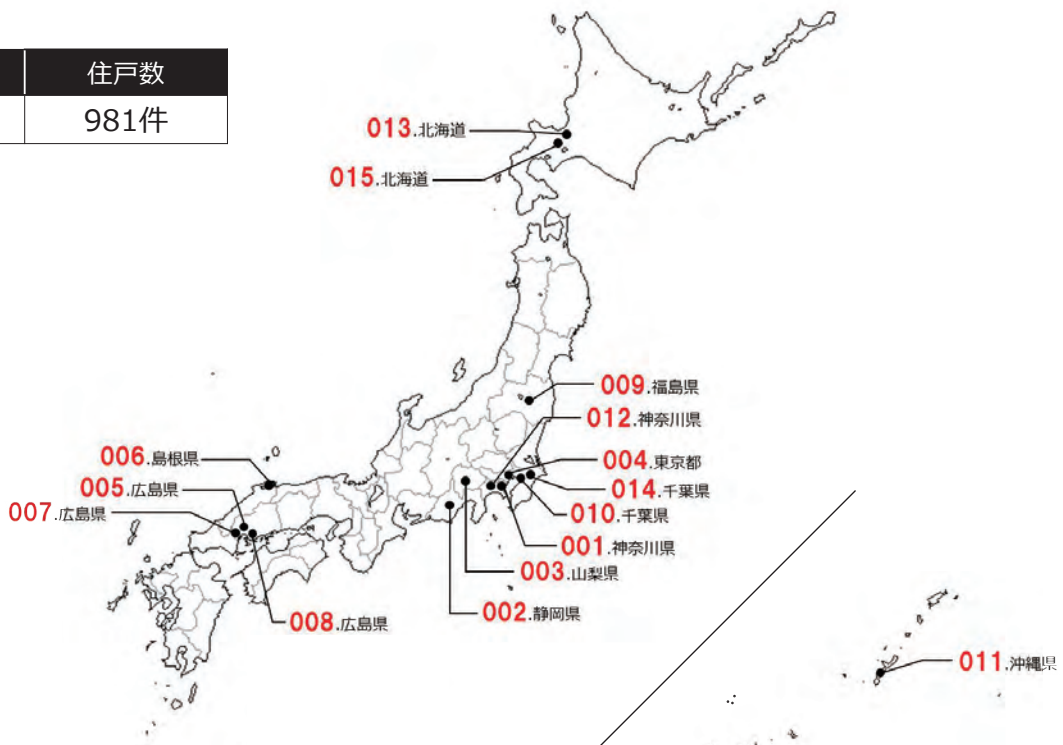 住戸数
981件
013.北海道
015.北海道
009.福島県
012.神奈川県
006.島根県
004.東京都
005.広島県
014.千葉県
007.広島県
010.千葉県
001.神奈川県
003.山梨県
002.静岡県
008.広島県
011.沖縄県